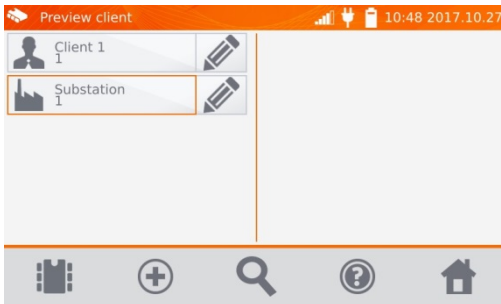 Preview client
10:48 2017.10.27
Client 1
1
Substation
1